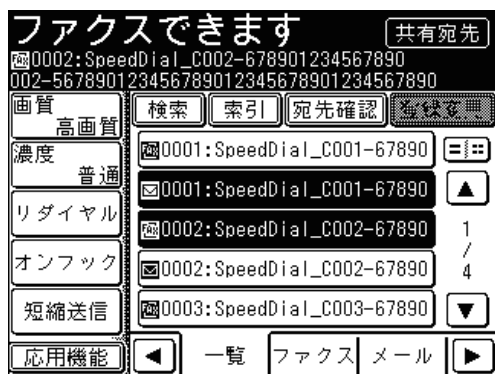 ファクスできます
共有宛先
0002:SpeedDial_C002-678901234567890
002-5678901234567890123456789012345678901234567890
画質
高画質
検索
索引
宛先確認
登録変更
濃度
普通
リダイヤル
オンフック
短縮送信
応用機能
0001:SpeedDial_C001-67890
0001:SpeedDial_C001-67890
0002:SpeedDial_C002-67890
0002:SpeedDial_C002-67890
0003:SpeedDial_C003-67890
1
/
4
一覧
ファクス
メール